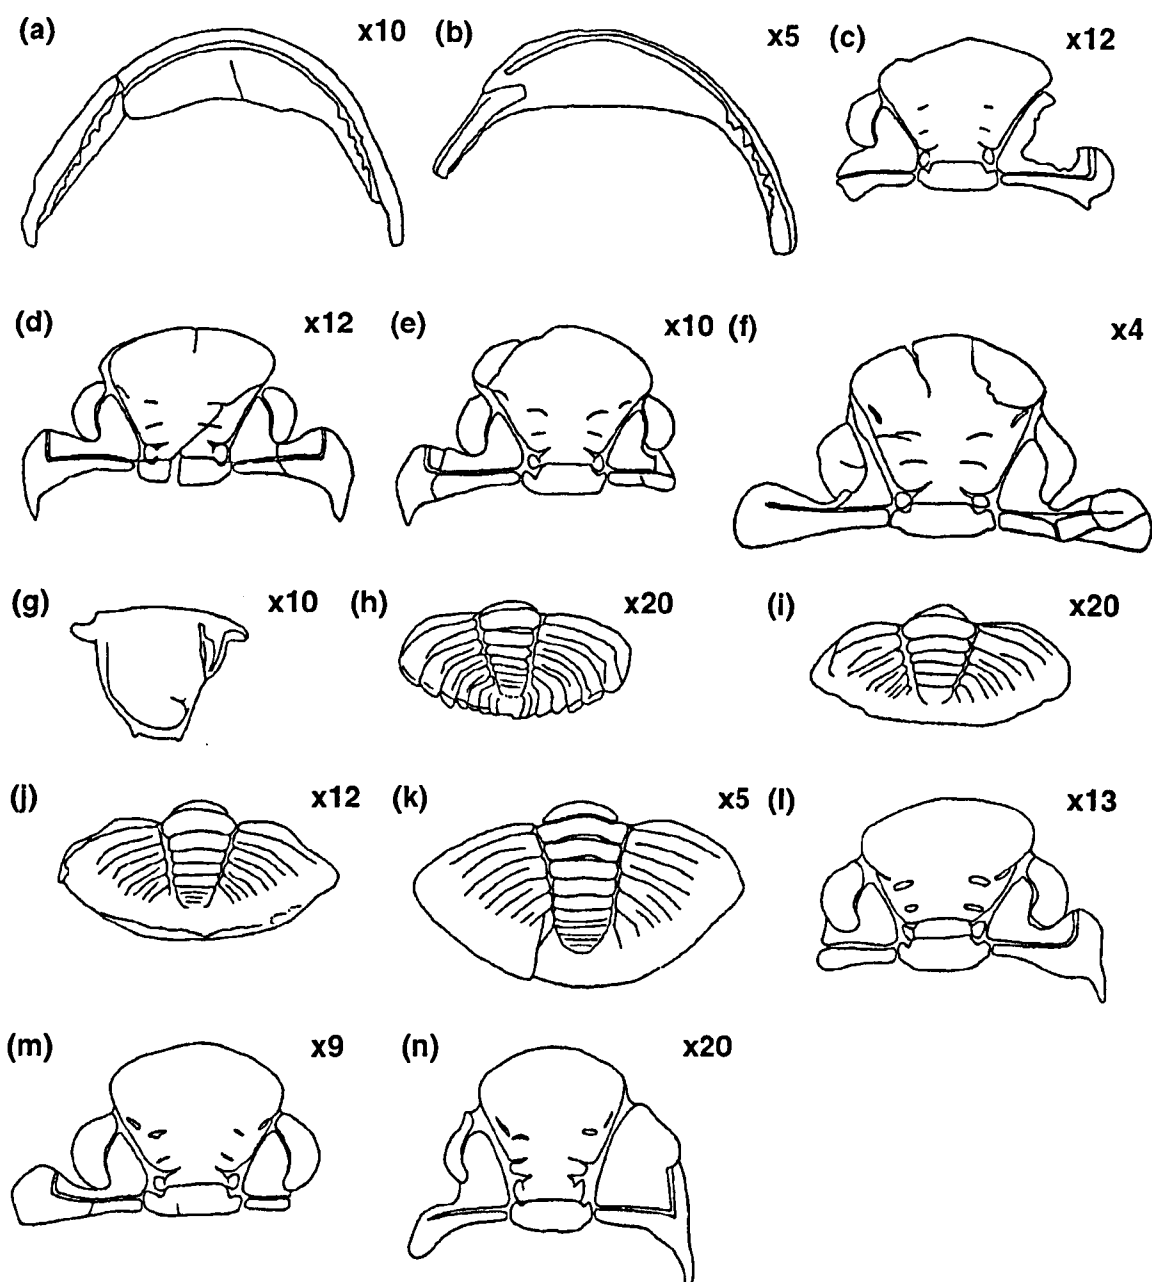 (a) x10 (b) x5 (c) x12
(d) x12 (e) x10 (f) x4
(g) x10 (h) x20 (i) x20
(j) x12 (k) x5 (l) x13
(m) x9 (n) x20